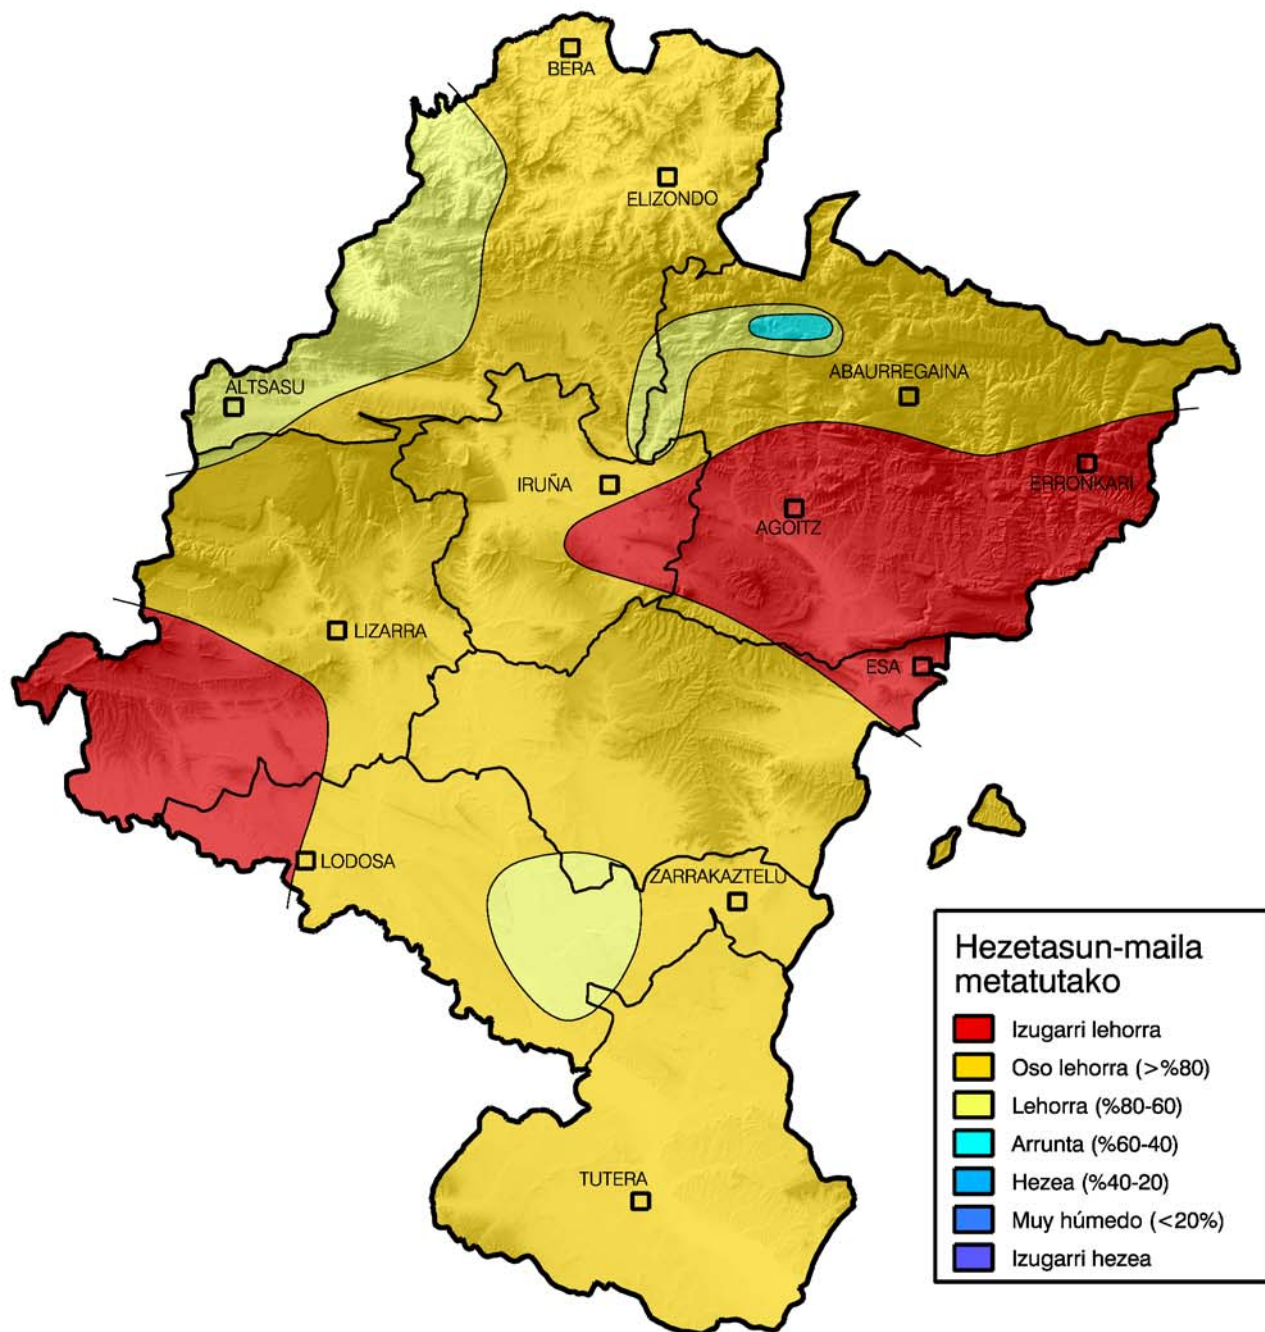 BERA
ELIZONDO
ALTSASU
ABAURREGAINA
IRUÑA
ERRONKARI
AGOITZ
LIZARRA
ESA
LODOSA
ZARRAKAZTELU
TUTERA
Hezetasun-maila
metatutako
Izugarri lehorra
Oso lehorra (>%80)
Lehorra (%80-60)
Arrunta (%60-40)
Hezea (%40-20)
Muy húmedo (<20%)
Izugarri hezea